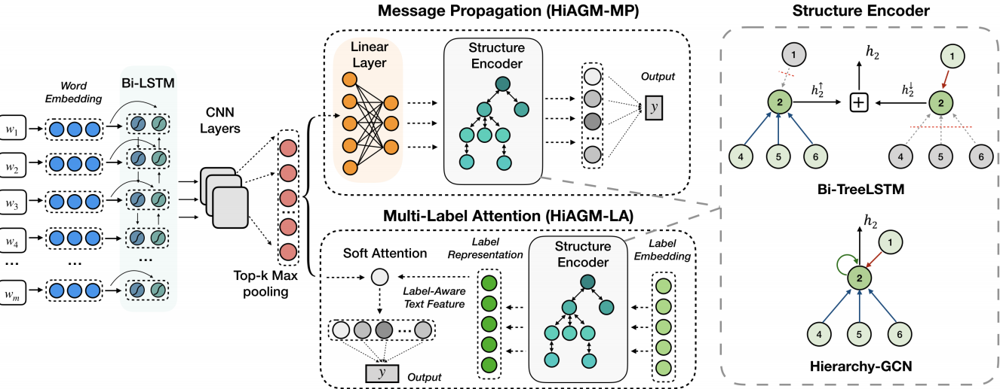 Message Propagation (HiAGM-MP)
Structure Encoder
Word
Embedding
Bi-LSTM
CNN
Layers
w1
w2
w3
w4
...
wm
...
...
Top-k Max
pooling
Linear
Layer
Structure
Encoder
Output
y
Multi-Label Attention (HiAGM-LA)
Soft Attention
Label
Representation
Structure
Encoder
Label
Embedding
Label-Aware
Text Feature
y
Output
1
h2
1
2
h2↑
+
h2↓
2
4
5
6
4
5
6
Bi-TreeLSTM
h2
1
2
4
5
6
Hierarchy-GCN